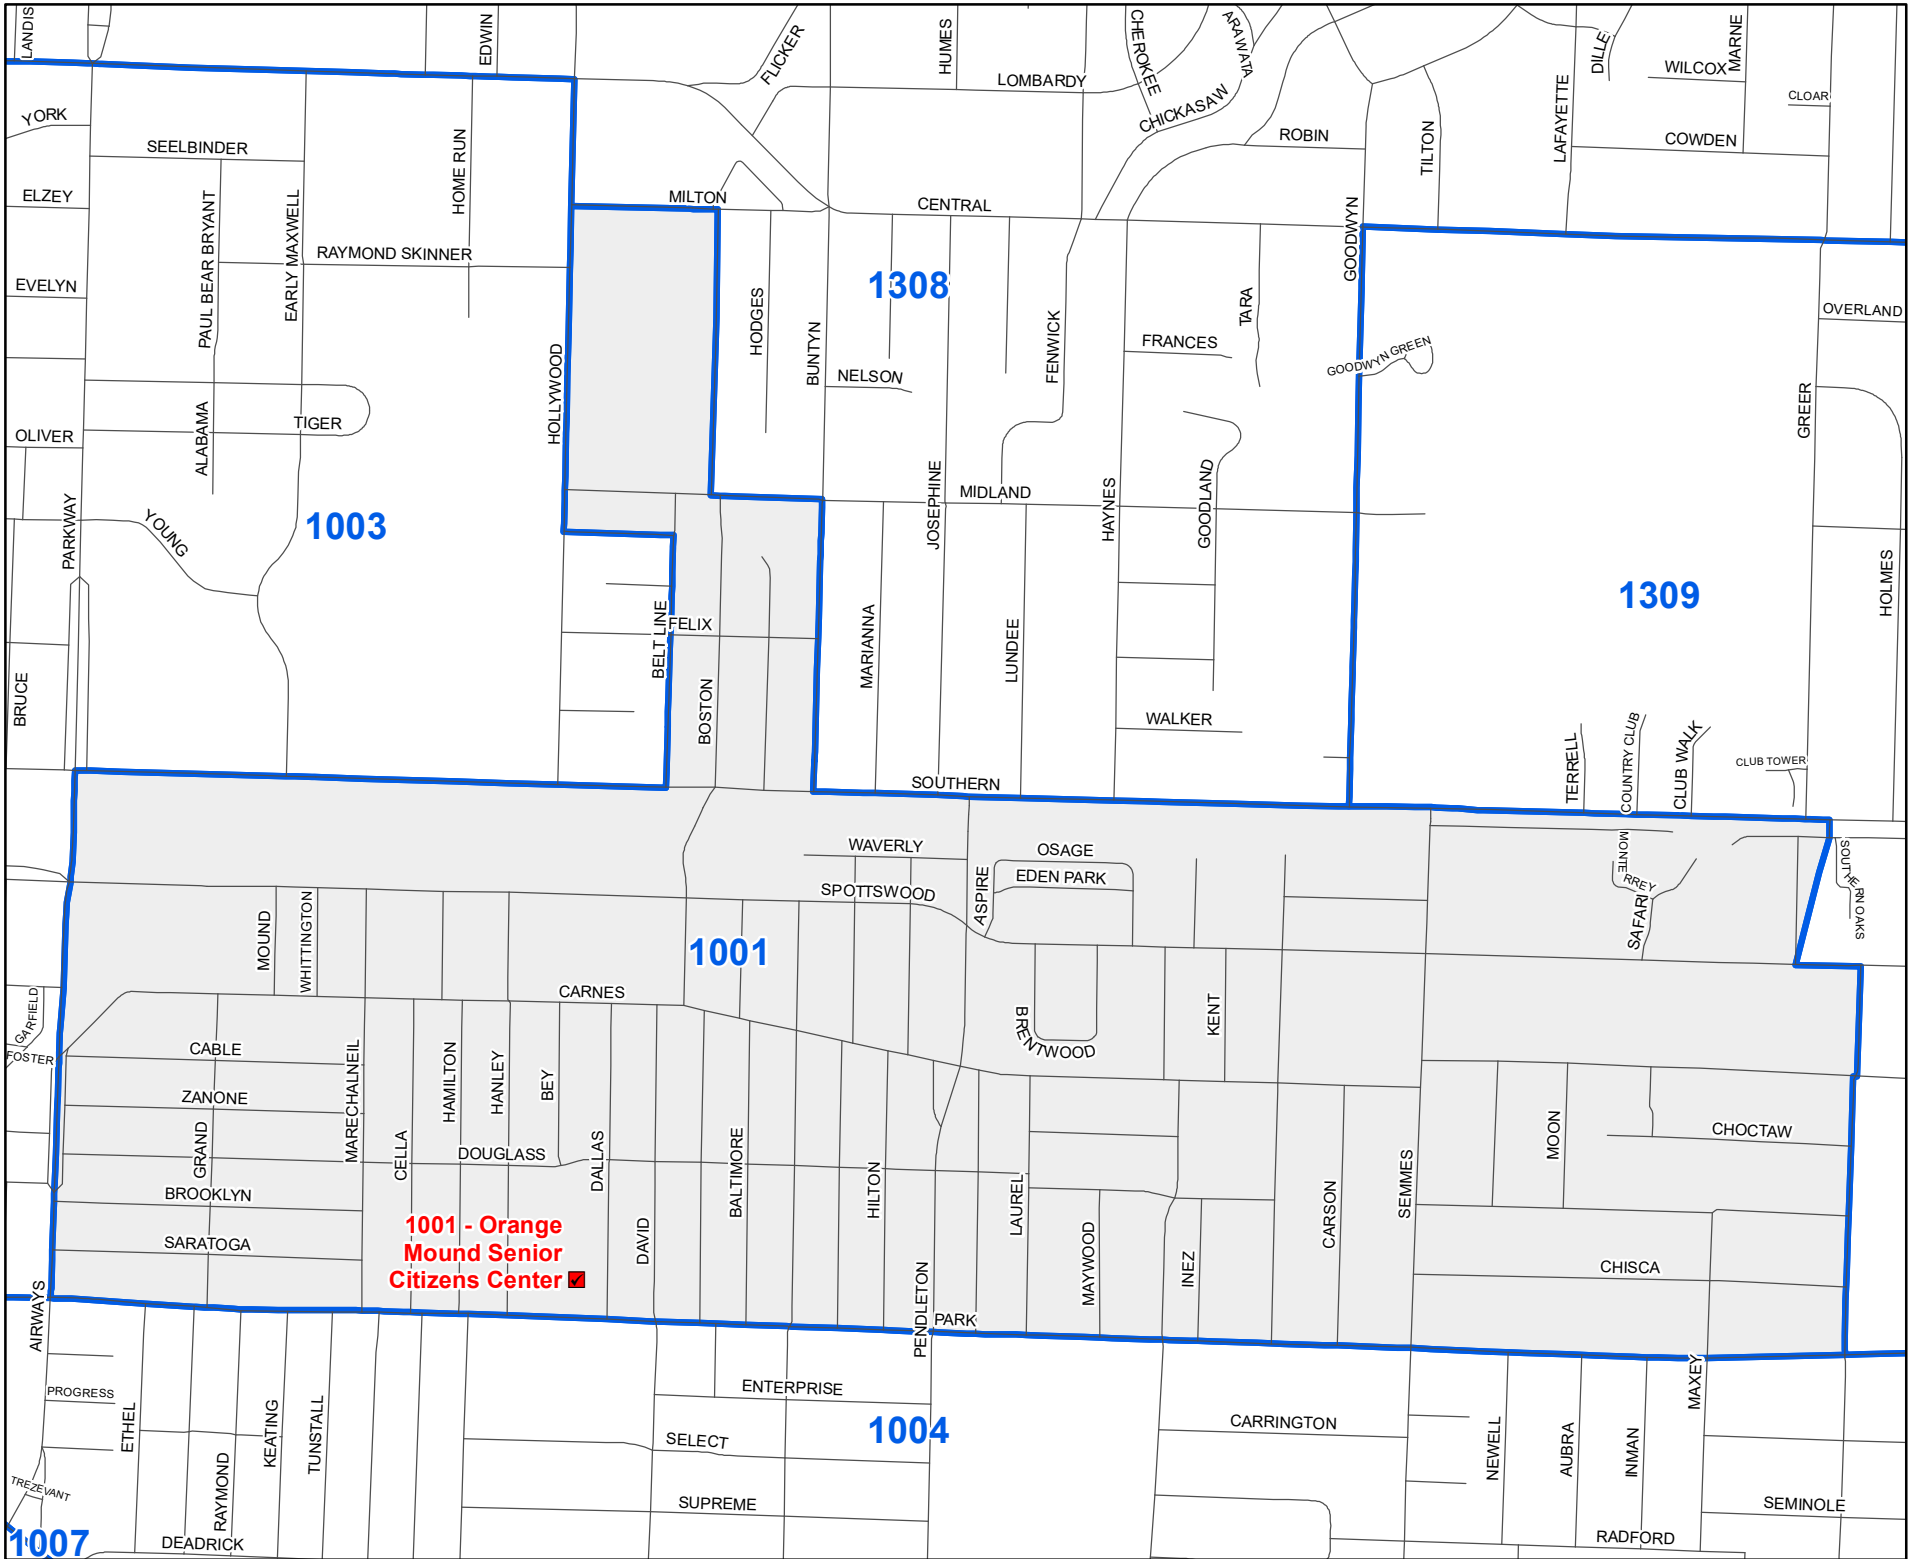 LANDIS
EDWIN
FLICKER
HUMES
LOMBARDY
CHEROKEE
ARAWATA
CHICKASAW
DILLE
MARNE
WILCOX
CLOAR
YORK
SEELBINDER
HOME RUN
ROBIN
TILTON
LAFAYETTE
COWDEN
ELZEY
PAUL BEAR BRYANT
EARLY MAXWELL
MILTON
CENTRAL
GOODWYN
RAYMOND SKINNER
EVELYN
1308
HODGES
BUNTYN
FENWICK
TARA
FRANCES
OVERLAND
GOODWYN GREEN
HOLLYWOOD
NELSON
GREER
OLIVER
ALABAMA
TIGER
PARKWAY
YOUNG
1003
JOSEPHINE
MIDLAND
HAYNES
GOODLAND
HOLMES
1309
BELT LINE
FELIX
MARIANNA
LUNDEE
BRUCE
BOSTON
WALKER
TERRELL
COUNTRY CLUB
CLUB WALK
CLUB TOWER
SOUTHERN
WAVERLY
OSAGE
EDEN PARK
MONTERREY
SOUTHERN OAKS
SPOTTSWOOD
ASPIRE
SAFARI
MOUND
WHITTINGTON
1001
CARNES
GARFIELD
FOSTER
BRENTWOOD
KENT
CABLE
MARECHALNEIL
HAMILTON
HANLEY
BEY
ZANONE
GRAND
CELLA
DOUGLASS
DALLAS
BALTIMORE
HILTON
LAUREL
MOON
CHOCTAW
SEMMES
CARSON
BROOKLYN
SARATOGA
1001 - Orange
Mound Senior
Citizens Center
DAVID
MAYWOOD
INEZ
CHISCA
AIRWAYS
PENDLETON
PARK
PROGRESS
ETHEL
KEATING
TUNSTALL
ENTERPRISE
MAXEY
1004
CARRINGTON
RAYMOND
SELECT
NEWELL
AUBRA
INMAN
TREZEVANT
SUPREME
SEMINOLE
1007
DEADRICK
RADFORD